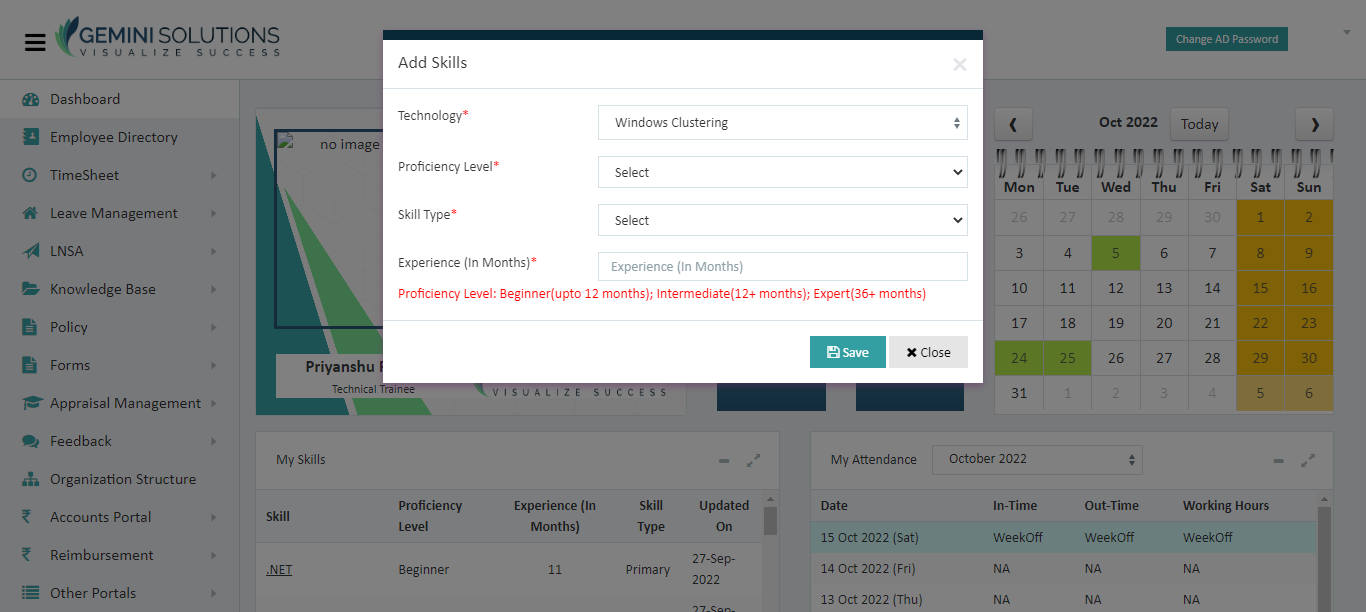 GEMINI SOLUTIONS
VISUALIZE SUCCESS
Change AD Password
Dashboard
Employee Directory
TimeSheet
Leave Management
LNSA
Knowledge Base
Policy
Forms
Appraisal Management
Feedback
Organization Structure
Accounts Portal
Reimbursement
Other Portals
no image
Priyanshu
Technical Trainee
VISUALIZE SUCCESS
Add Skills
×
Technology*
Windows Clustering
Proficiency Level*
Select
Skill Type*
Select
Experience (In Months)*
Experience (In Months)
Proficiency Level: Beginner(upto 12 months); Intermediate(12+ months); Expert(36+ months)
Save
Close
Oct 2022
Today
Mon Tue Wed Thu Fri Sat Sun
26 27 28 29 30 1 2
3 4 5 6 7 8 9
10 11 12 13 14 15 16
17 18 19 20 21 22 23
24 25 26 27 28 29 30
31 1 2 3 4 5 6
My Skills
Skill Proficiency Level Experience (In Months) Skill Type Updated On
.NET Beginner 11 Primary 27-Sep-2022
27-Sep-
My Attendance
October 2022
Date In-Time Out-Time Working Hours
15 Oct 2022 (Sat) WeekOff WeekOff WeekOff
14 Oct 2022 (Fri) NA NA NA
13 Oct 2022 (Thu) NA NA NA